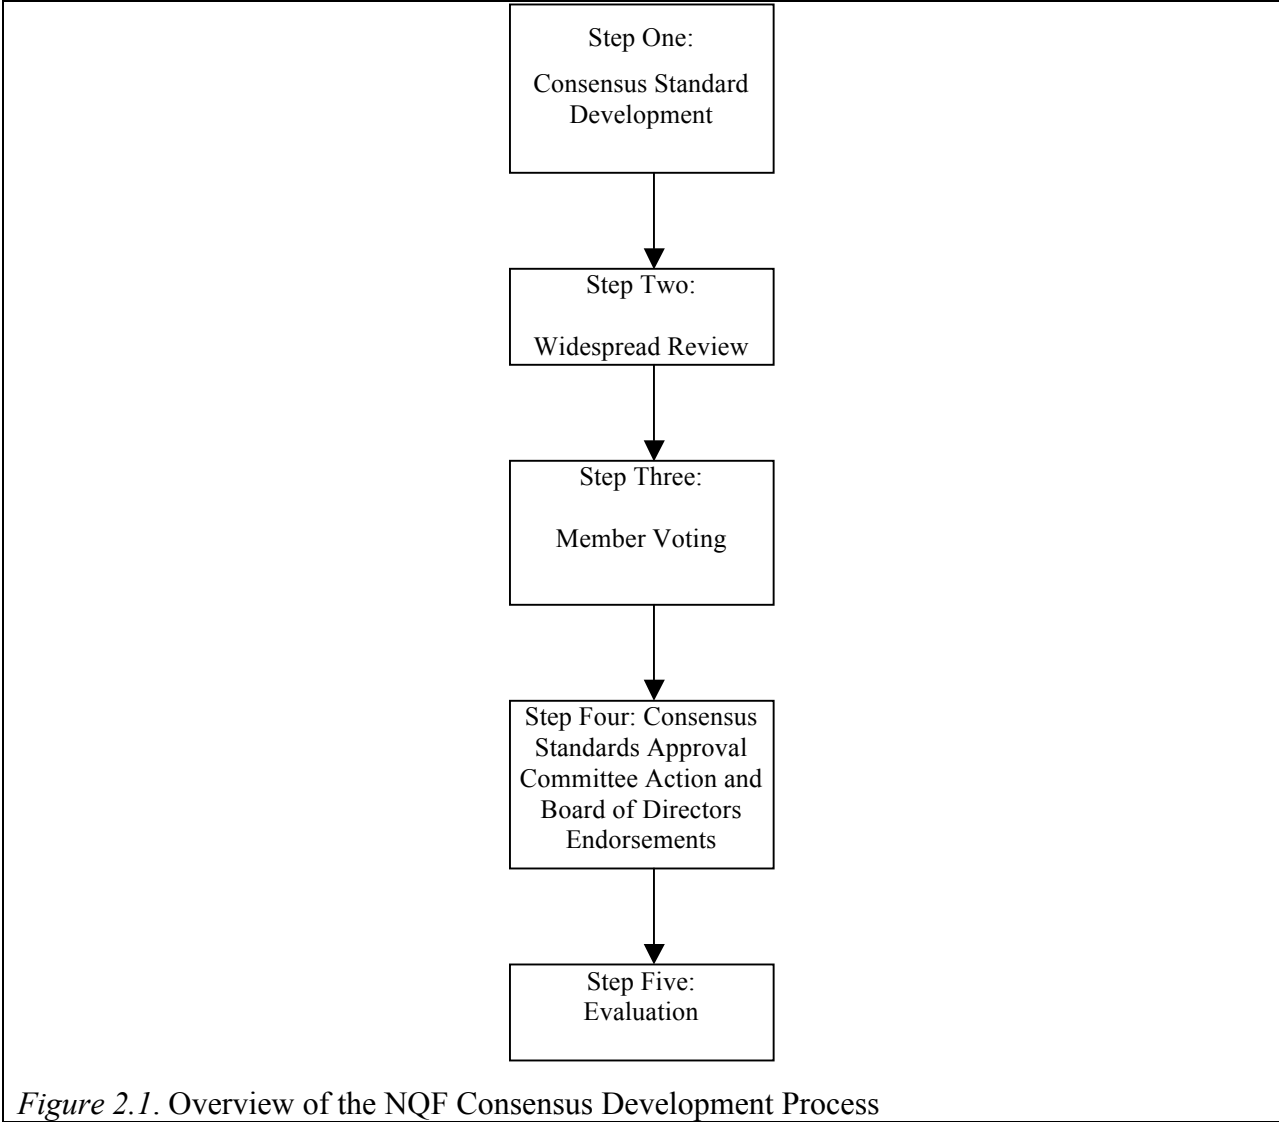 Step One:
Consensus Standard
Development
Step Two:
Widespread Review
Step Three:
Member Voting
Step Four: Consensus
Standards Approval
Committee Action and
Board of Directors
Endorsements
Step Five:
Evaluation
Figure 2.1. Overview of the NQF Consensus Development Process